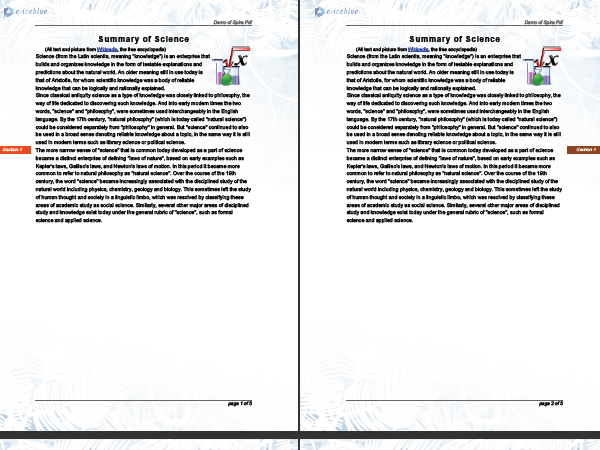 e-iceblue
Demo of Spire.Pdf
Summary of Science
(All text and picture from Wikipedia, the free encyclopedia)
Science (from the Latin scientia, meaning "knowledge") is an enterprise that
builds and organizes knowledge in the form of testable explanations and
predictions about the natural world. An older meaning still in use today is
that of Aristotle, for whom scientific knowledge was a body of reliable
knowledge that can be logically and rationally explained.
Since classical antiquity science as a type of knowledge was closely linked to philosophy, the
way of life dedicated to discovering such knowledge. And into early modern times the two
words, "science" and "philosophy", were sometimes used interchangeably in the English
language. By the 17th century, "natural philosophy" (which is today called "natural science")
could be considered separately from "philosophy" in general. But "science" continued to also
be used in a broad sense denoting reliable knowledge about a topic, in the same way it is still
used in modern terms such as library science or political science.
Section 1
The more narrow sense of "science" that is common today developed as a part of science
became a distinct enterprise of defining "laws of nature", based on early examples such as
Kepler's laws, Galileo's laws, and Newton's laws of motion. In this period it became more
common to refer to natural philosophy as "natural science". Over the course of the 19th
century, the word "science" became increasingly associated with the disciplined study of the
natural world including physics, chemistry, geology and biology. This sometimes left the study
of human thought and society in a linguistic limbo, which was resolved by classifying these
areas of academic study as social science. Similarly, several other major areas of disciplined
study and knowledge exist today under the general rubric of "science", such as formal
science and applied science.
page 1 of 5
e-iceblue
Demo of Spire.Pdf
Summary of Science
(All text and picture from Wikipedia, the free encyclopedia)
Science (from the Latin scientia, meaning "knowledge") is an enterprise that
builds and organizes knowledge in the form of testable explanations and
predictions about the natural world. An older meaning still in use today is
that of Aristotle, for whom scientific knowledge was a body of reliable
knowledge that can be logically and rationally explained.
Since classical antiquity science as a type of knowledge was closely linked to philosophy, the
way of life dedicated to discovering such knowledge. And into early modern times the two
words, "science" and "philosophy", were sometimes used interchangeably in the English
language. By the 17th century, "natural philosophy" (which is today called "natural science")
could be considered separately from "philosophy" in general. But "science" continued to also
be used in a broad sense denoting reliable knowledge about a topic, in the same way it is still
used in modern terms such as library science or political science.
The more narrow sense of "science" that is common today developed as a part of science
became a distinct enterprise of defining "laws of nature", based on early examples such as
Kepler's laws, Galileo's laws, and Newton's laws of motion. In this period it became more
common to refer to natural philosophy as "natural science". Over the course of the 19th
century, the word "science" became increasingly associated with the disciplined study of the
natural world including physics, chemistry, geology and biology. This sometimes left the study
of human thought and society in a linguistic limbo, which was resolved by classifying these
areas of academic study as social science. Similarly, several other major areas of disciplined
study and knowledge exist today under the general rubric of "science", such as formal
science and applied science.
Section 1
page 2 of 5